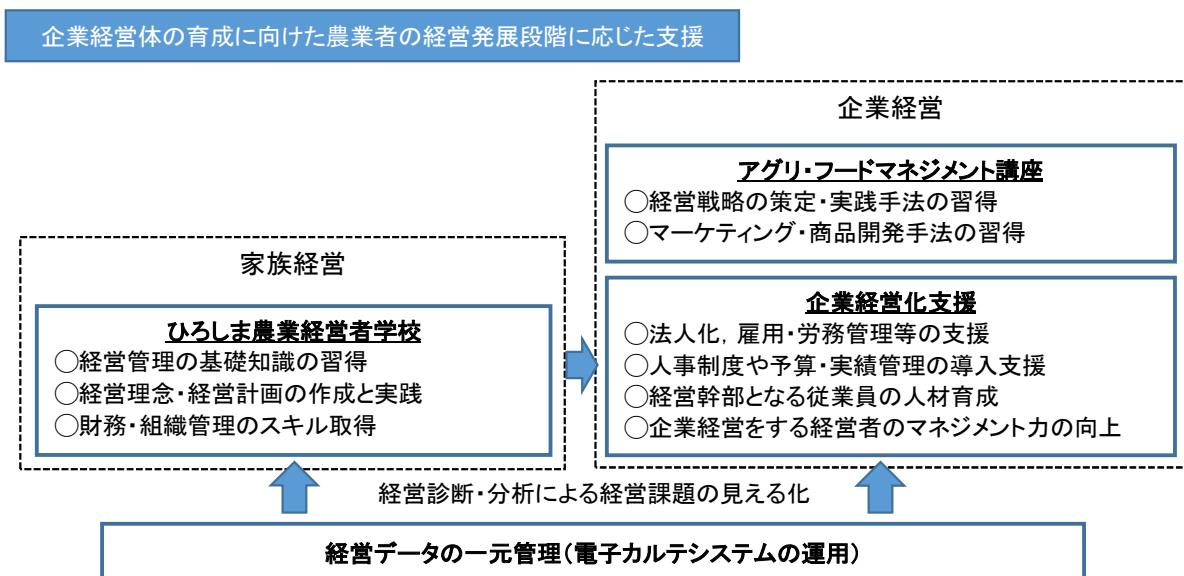 企業経営体の育成に向けた農業者の経営発展段階に応じた支援
企業経営
アグリ・フードマネジメント講座
○経営戦略の策定・実践手法の習得
○マーケティング・商品開発手法の習得
家族経営
ひろしま農業経営者学校
○経営管理の基礎知識の習得
○経営理念・経営計画の作成と実践
○財務・組織管理のスキル取得
企業経営化支援
○法人化，雇用・労務管理等の支援
○人事制度や予算・実績管理の導入支援
○経営幹部となる従業員の人材育成
○企業経営をする経営者のマネジメント力の向上
経営診断・分析による経営課題の見える化
経営データの一元管理（電子カルテシステムの運用）